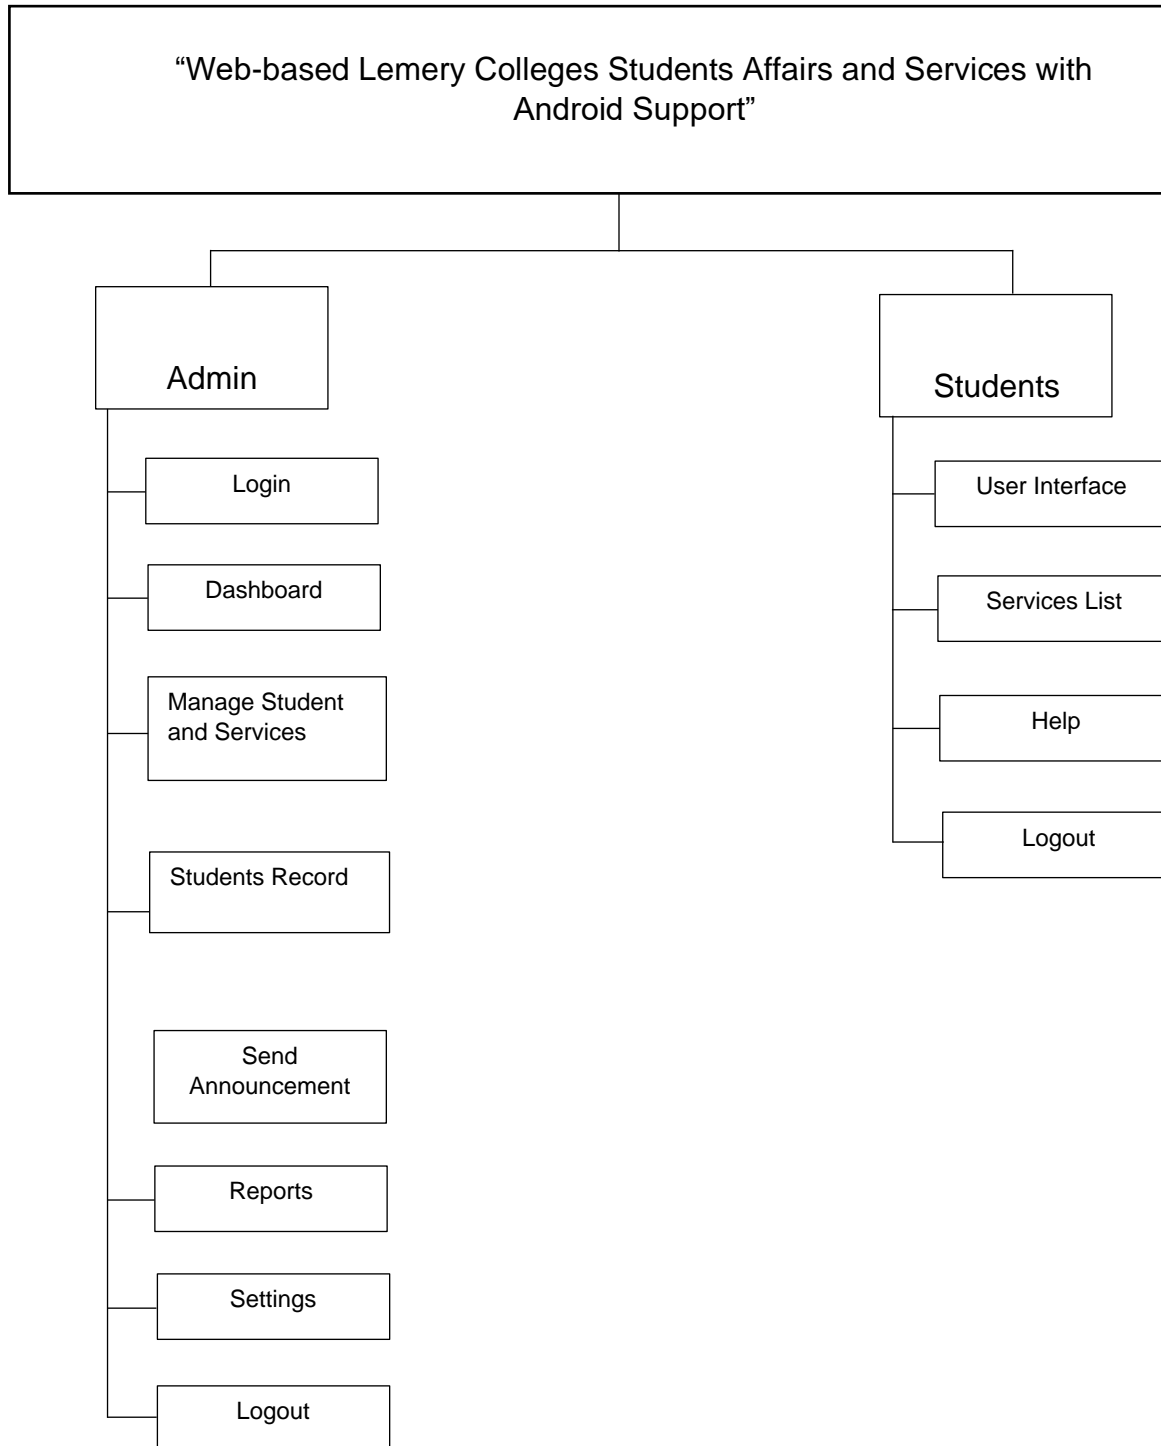 “Web-based Lemery Colleges Students Affairs and Services with
Android Support”
Admin
Students
Login
User Interface
Dashboard
Services List
Manage Student
and Services
Help
Logout
Students Record
Send
Announcement
Reports
Settings
Logout